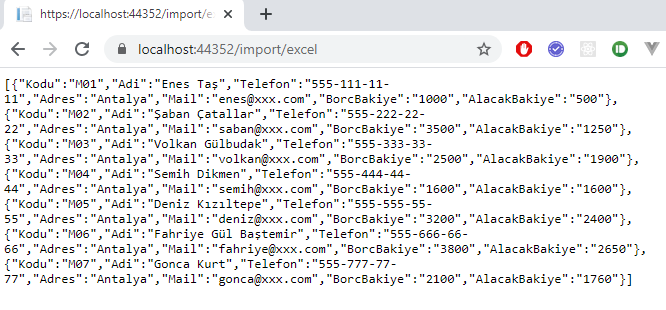 https://localhost:44352/import/e
localhost:44352/import/excel
[{"Kodu":"M01","Adi":"Enes Taş","Telefon":"555-111-11-
11","Adres":"Antalya","Mail":"enes@xxx.com","BorcBakiye":"1000","AlacakBakiye":"500"},
{"Kodu":"M02","Adi":"Şaban Çatallar","Telefon":"555-222-22-
22","Adres":"Antalya","Mail":"saban@xxx.com","BorcBakiye":"3500","AlacakBakiye":"1250"},
{"Kodu":"M03","Adi":"Volkan Gülbudak","Telefon":"555-333-33-
33","Adres":"Antalya","Mail":"volkan@xxx.com","BorcBakiye":"2500","AlacakBakiye":"1900"},
{"Kodu":"M04","Adi":"Semih Dikmen","Telefon":"555-444-44-
44","Adres":"Antalya","Mail":"semih@xxx.com","BorcBakiye":"1600","AlacakBakiye":"1600"},
{"Kodu":"M05","Adi":"Deniz Kızıltepe","Telefon":"555-555-55-
55","Adres":"Antalya","Mail":"deniz@xxx.com","BorcBakiye":"3200","AlacakBakiye":"2400"},
{"Kodu":"M06","Adi":"Fahriye Gül Baştemir","Telefon":"555-666-66-
66","Adres":"Antalya","Mail":"fahriye@xxx.com","BorcBakiye":"3800","AlacakBakiye":"2650"},
{"Kodu":"M07","Adi":"Gonca Kurt","Telefon":"555-777-77-
77","Adres":"Antalya","Mail":"gonca@xxx.com","BorcBakiye":"2100","AlacakBakiye":"1760"}]